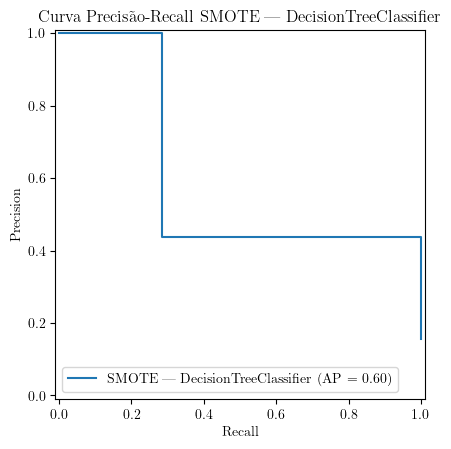 Curva Precisão-Recall SMOTE — DecisionTreeClassifier
1.0
0.8
0.6
0.4
0.2
0.0
Precision
SMOTE — DecisionTreeClassifier (AP = 0.60)
0.0 0.2 0.4 0.6 0.8 1.0
Recall